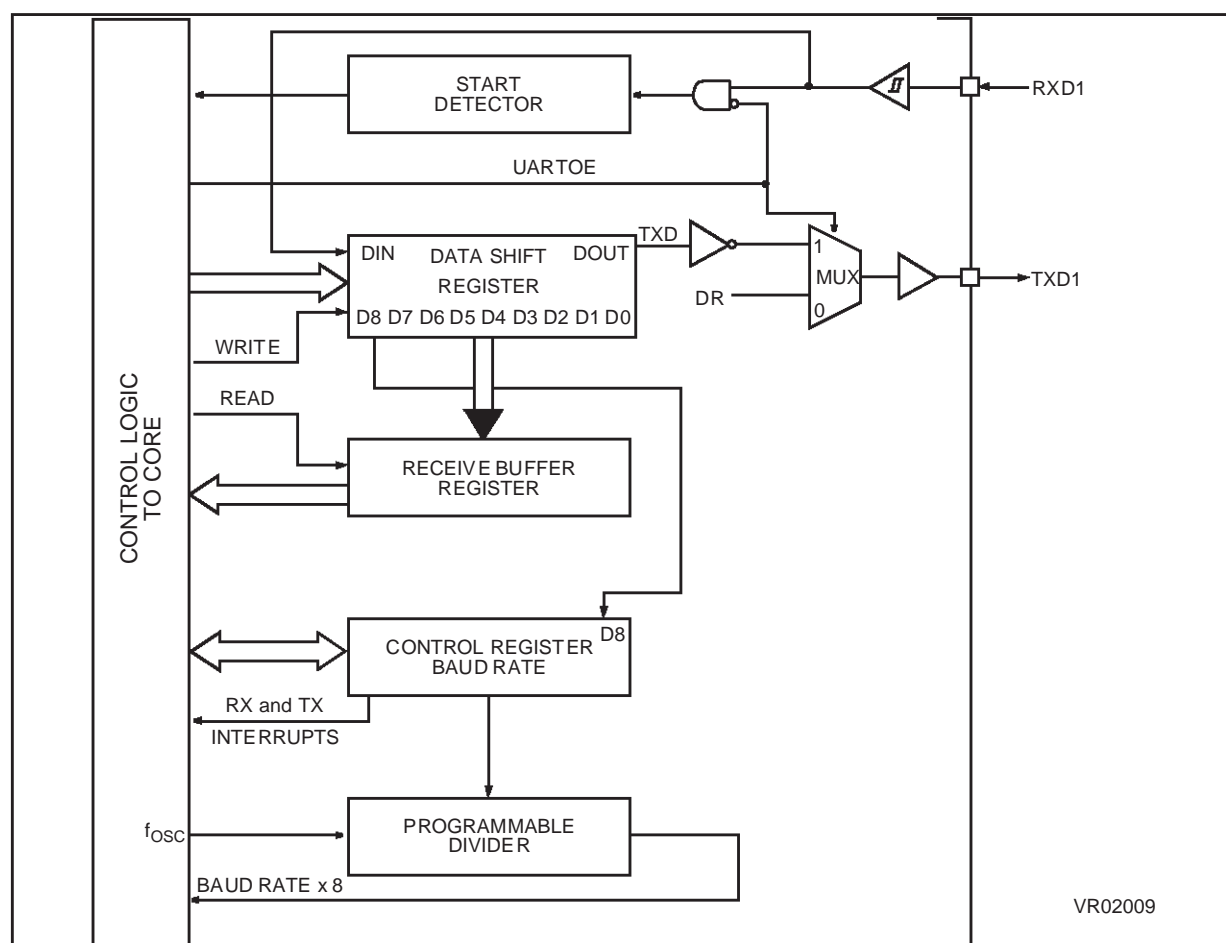 START
DETECTOR
RXD1
UARTOE
TXD
DIN DATA SHIFT DOUT
REGISTER
D8 D7 D6 D5 D4 D3 D2 D1 D0
1
MUX
0
DR
TXD1
WRITE
READ
CONTROL LOGIC
TO CORE
RECEIVE BUFFER
REGISTER
D8
CONTROL REGISTER
BAUD RATE
RX and TX
INTERRUPTS
fOSC
PROGRAMMABLE
DIVIDER
BAUD RATE x 8
VR02009